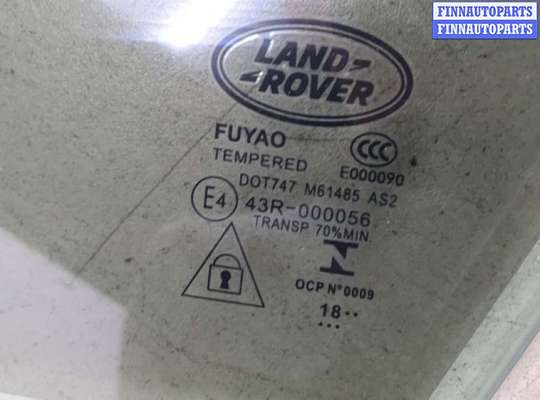 FINNAUTOPARTS
FINNAUTOPARTS
LAND
ROVER
FUYAO
TEMPERED
CCC
E000090
DOT747 M61485 AS2
E4
43R-000056
TRANSP 70%MIN.
OCP N°0009
18··
···